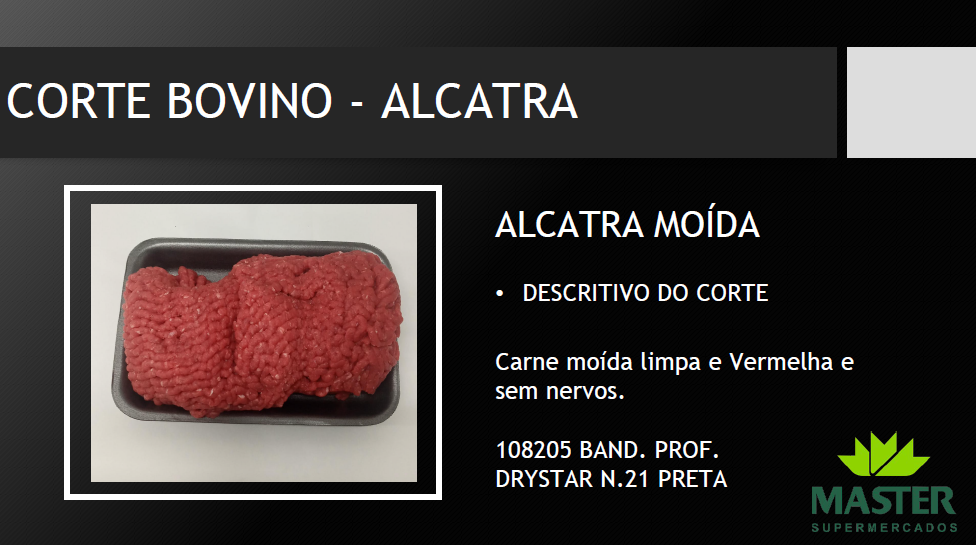 CORTE BOVINO - ALCATRA
ALCATRA MOÍDA
• DESCRITIVO DO CORTE
Carne moída limpa e Vermelha e
sem nervos.
108205 BAND. PROF.
DRYSTAR N.21 PRETA
MASTER
SUPERMERCADOS